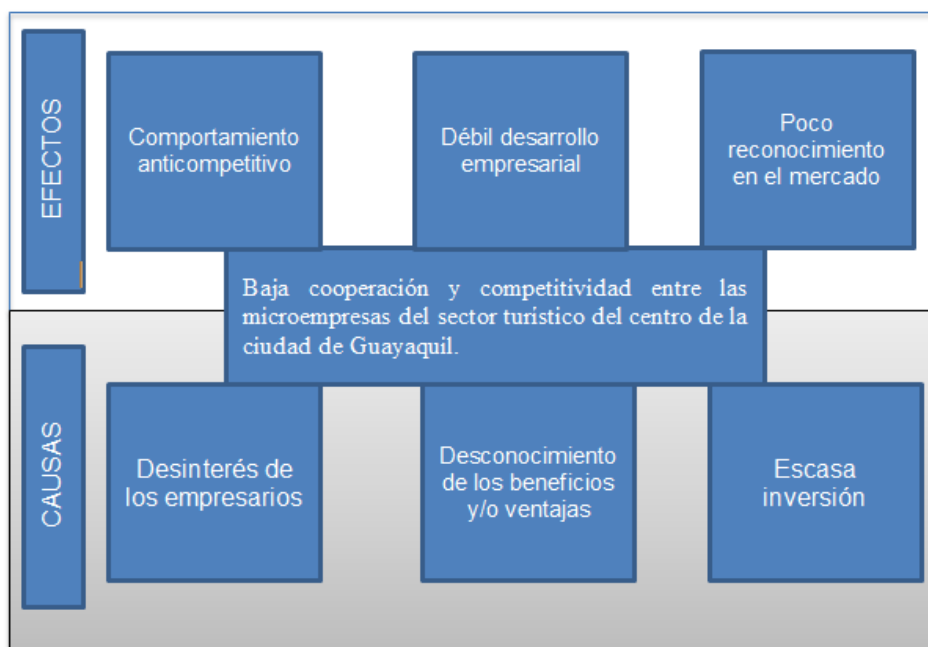 EFECTOS
Comportamiento
anticompetitivo
Débil desarrollo
empresarial
Poco
reconocimiento
en el mercado
Baja cooperación y competitividad entre las
microempresas del sector turístico del centro de la
ciudad de Guayaquil.
CAUSAS
Desinterés de
los empresarios
Desconocimiento
de los beneficios
y/o ventajas
Escasa
inversión